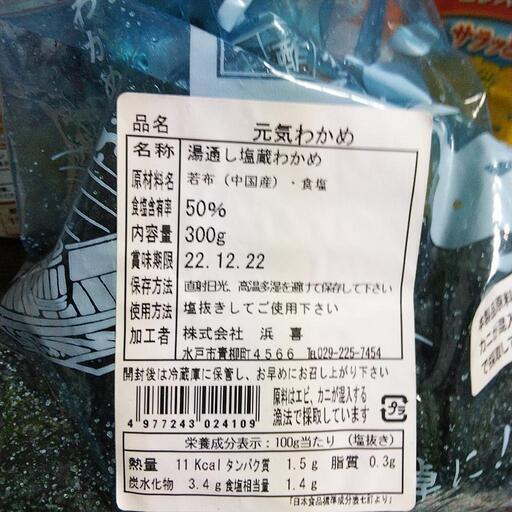 サラッと
わかめ
品名 元気わかめ
名称 湯通し塩蔵わかめ
原材料名 若布（中国産）・食塩
食塩含有率 50%
内容量 300g
賞味期限 22.12.22
保存方法 直射日光、高温多湿を避けて保存して下さい
使用方法 塩抜きしてご使用下さい
加工者 株式会社 浜喜
水戸市青柳町4566 ℡029-225-7454
開封後は冷蔵庫に保管し、お早めにお召し上がり下さい
原料はエビ、カニが混入する
漁法で採取しています
プラ
4 977243 024109
栄養成分表示：100g当たり （塩抜き）
熱量 11Kcal タンパク質 1.5g 脂質 0.3g
炭水化物 3.4g 食塩相当量 1.4g
「日本食品標準成分表七訂より」